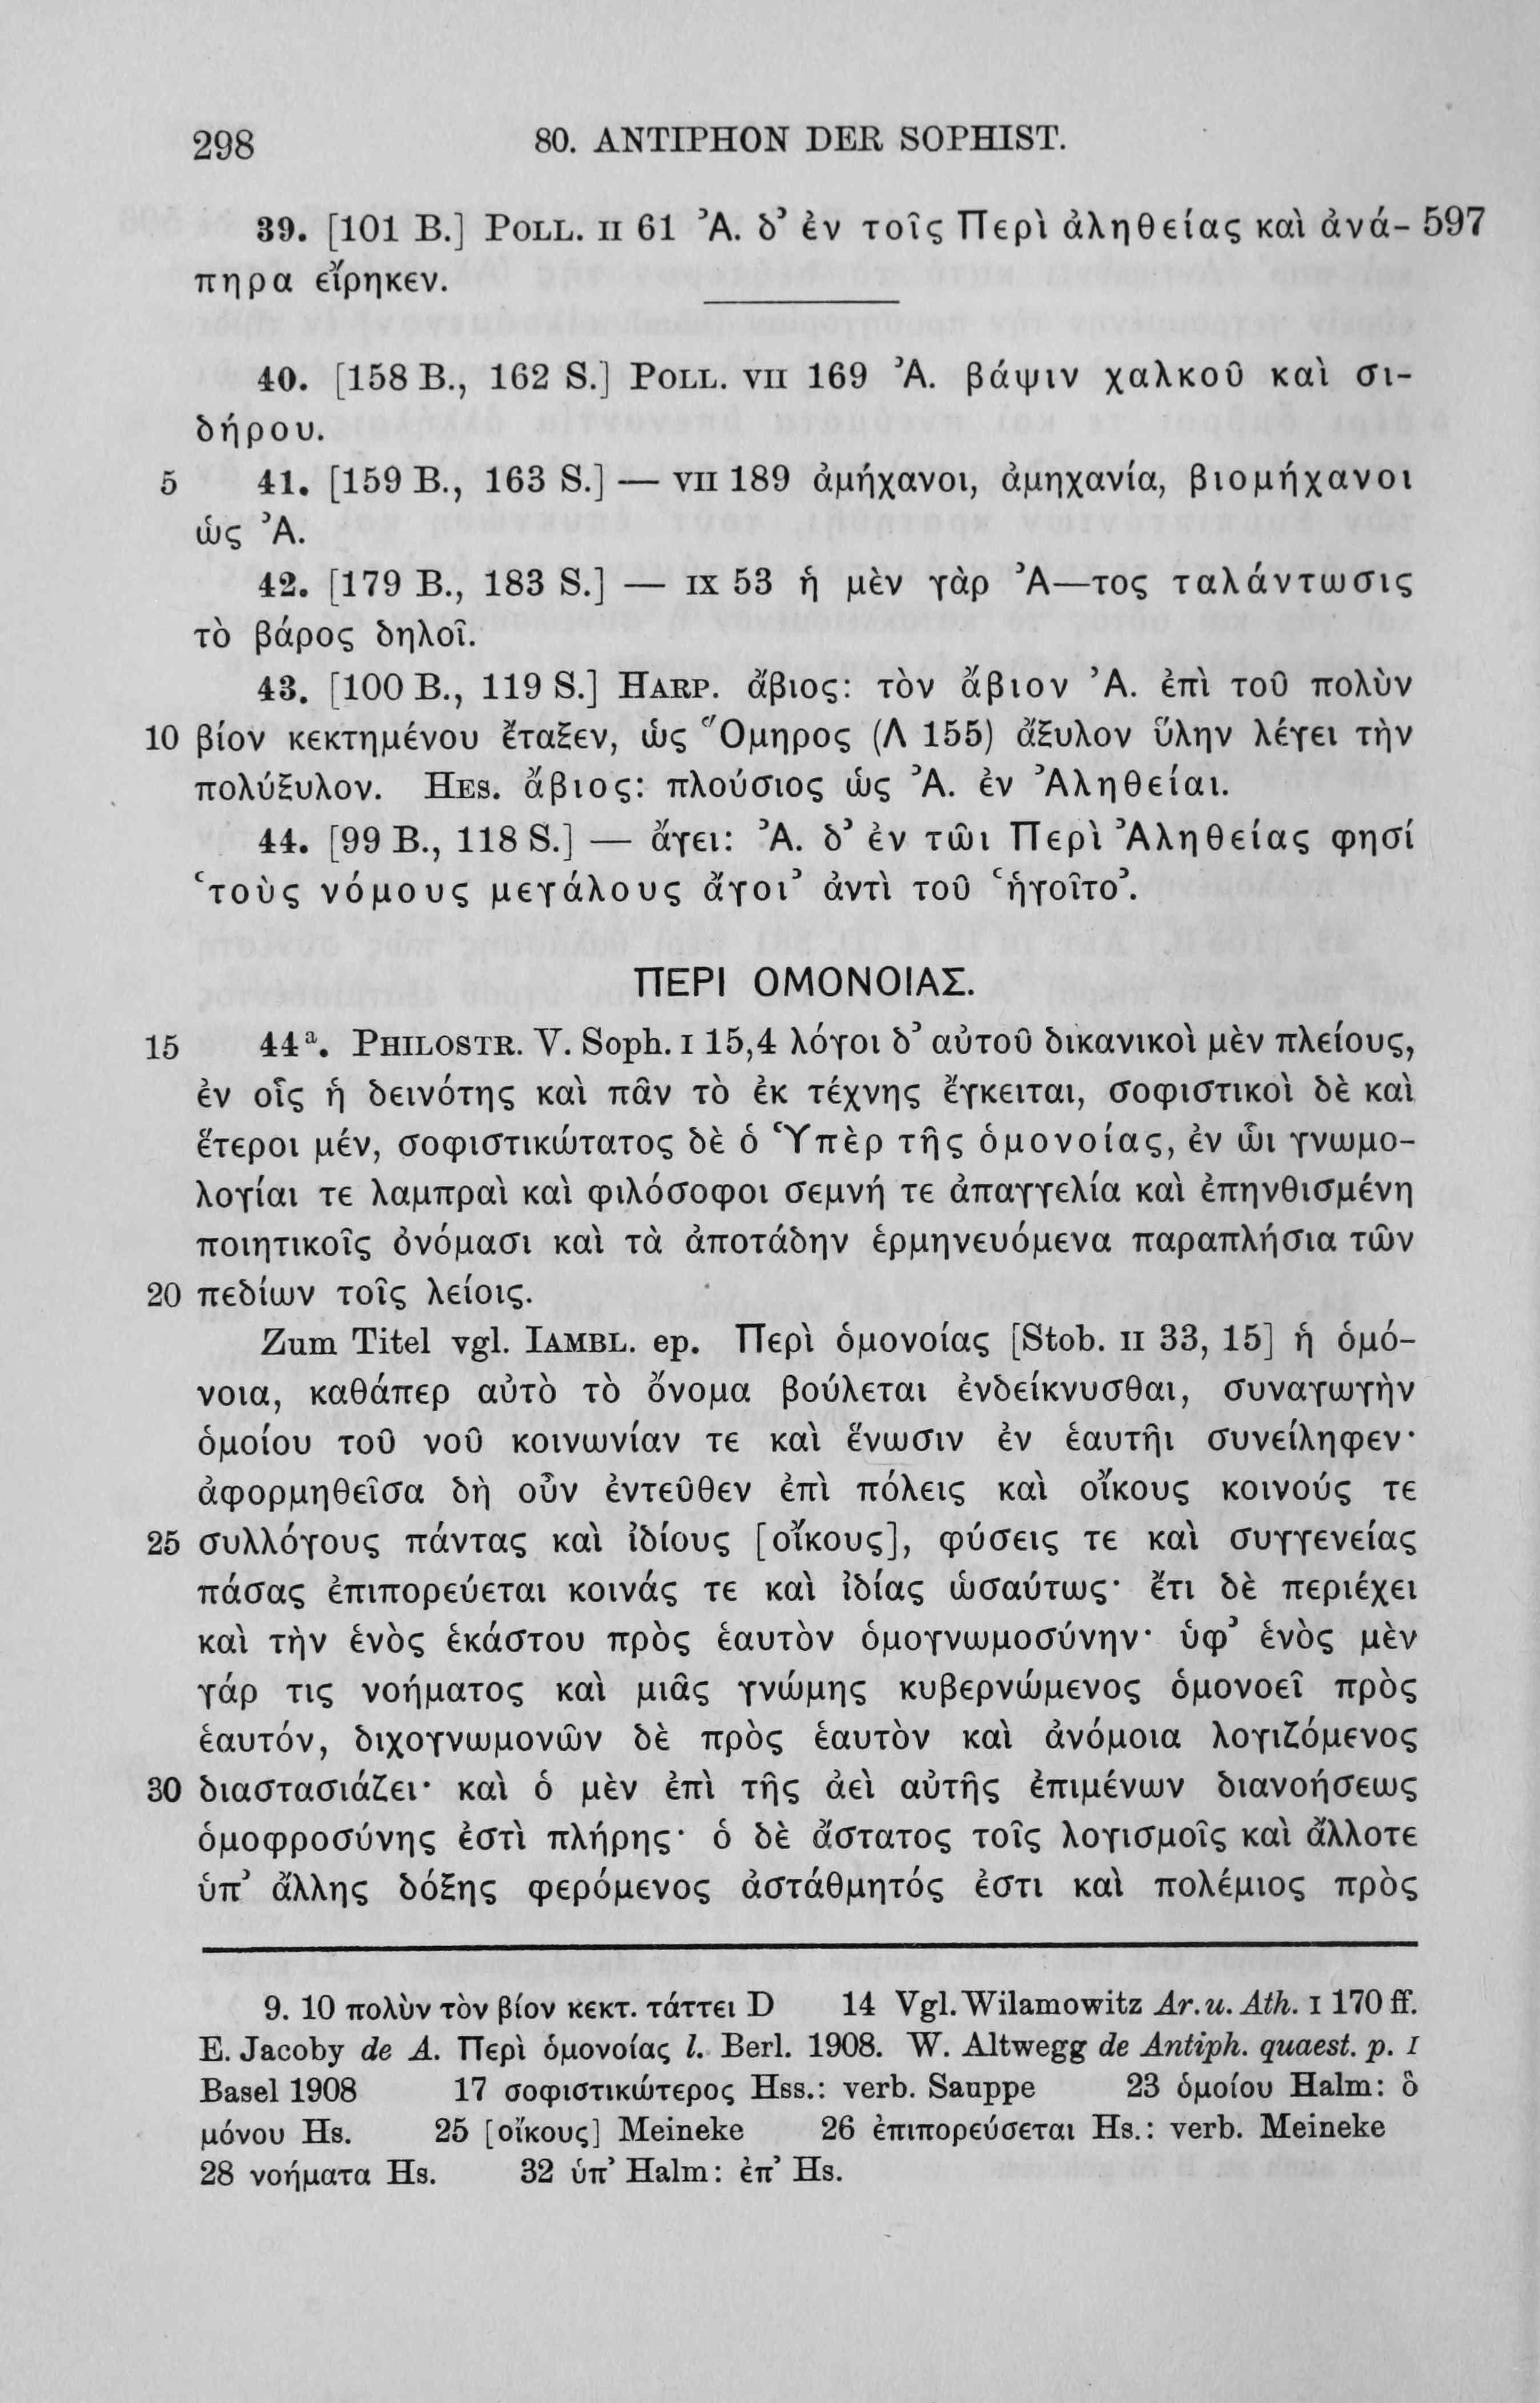 298 80. ANTIPHON DER SOPHIST.
39. [101 B.] POLL. II 61 Ἀ. δ’ ἐν τοῖς Περὶ ἀληθείας καὶ ἀνά- 597
πηρα εἴρηκεν.
40. [158 B., 162 S.] POLL. VII 169 Ἀ. βάψιν χαλκοῦ καὶ σι-
δήρου.
5 41. [159 B., 163 S.] — VII 189 ἀμήχανοι, ἀμηχανία, βιομήχανοι
ὡς Ἀ.
42. [179 B., 183 S.] — IX 53 ἡ μὲν γὰρ Ἀ—τος ταλάντωσις
τὸ βάρος δηλοῖ.
43. [100 B., 119 S.] HARP. ἄβιος: τὸν ἄβιον Ἀ. ἐπὶ τοῦ πολὺν
10 βίον κεκτημένου ἔταξεν, ὡς Ὅμηρος (Λ 155) ἄξυλον ὕλην λέγει τὴν
πολύξυλον. HES. ἄβιος: πλούσιος ὡς Ἀ. ἐν Ἀληθείαι.
44. [99 B., 118 S.] — ἄγει: Ἀ. δ’ ἐν τῶι Περὶ Ἀληθείας φησί
‘τοὺς νόμους μεγάλους ἄγοι’ ἀντὶ τοῦ ‘ἡγοῖτο’.
ΠΕΡΙ ΟΜΟΝΟΙΑΣ.
15 44ᵃ. PHILOSTR. V. Soph. I 15,4 λόγοι δ’ αὐτοῦ δικανικοὶ μὲν πλείους,
ἐν οἷς ἡ δεινότης καὶ πᾶν τὸ ἐκ τέχνης ἔγκειται, σοφιστικοὶ δὲ καὶ
ἕτεροι μέν, σοφιστικώτατος δὲ ὁ Ὑπὲρ τῆς ὁμονοίας, ἐν ὧι γνωμο-
λογίαι τε λαμπραὶ καὶ φιλόσοφοι σεμνή τε ἀπαγγελία καὶ ἐπηνθισμένη
ποιητικοῖς ὀνόμασι καὶ τὰ ἀποτάδην ἑρμηνευόμενα παραπλήσια τῶν
20 πεδίων τοῖς λείοις.
Zum Titel vgl. IAMBL. ep. Περὶ ὁμονοίας [Stob. II 33, 15] ἡ ὁμό-
νοια, καθάπερ αὐτὸ τὸ ὄνομα βούλεται ἐνδείκνυσθαι, συναγωγὴν
ὁμοίου τοῦ νοῦ κοινωνίαν τε καὶ ἕνωσιν ἐν ἑαυτῆι συνείληφεν·
ἀφορμηθεῖσα δὴ οὖν ἐντεῦθεν ἐπὶ πόλεις καὶ οἴκους κοινούς τε
25 συλλόγους πάντας καὶ ἰδίους [οἴκους], φύσεις τε καὶ συγγενείας
πάσας ἐπιπορεύεται κοινάς τε καὶ ἰδίας ὡσαύτως· ἔτι δὲ περιέχει
καὶ τὴν ἑνὸς ἑκάστου πρὸς ἑαυτὸν ὁμογνωμοσύνην· ὑφ’ ἑνὸς μὲν
γάρ τις νοήματος καὶ μιᾶς γνώμης κυβερνώμενος ὁμονοεῖ πρὸς
ἑαυτόν, διχογνωμονῶν δὲ πρὸς ἑαυτὸν καὶ ἀνόμοια λογιζόμενος
30 διαστασιάζει· καὶ ὁ μὲν ἐπὶ τῆς ἀεὶ αὐτῆς ἐπιμένων διανοήσεως
ὁμοφροσύνης ἐστὶ πλήρης· ὁ δὲ ἄστατος τοῖς λογισμοῖς καὶ ἄλλοτε
ὑπ’ ἄλλης δόξης φερόμενος ἀστάθμητός ἐστι καὶ πολέμιος πρὸς
9. 10 πολὺν τὸν βίον κεκτ. τάττει D 14 Vgl. Wilamowitz Ar. u. Ath. I 170 ff.
E. Jacoby de A. Περὶ ὁμονοίας l. Berl. 1908. W. Altwegg de Antiph. quaest. p. I
Basel 1908 17 σοφιστικώτερος Hss.: verb. Sauppe 23 ὁμοίου Halm: ὃ
μόνου Hs. 25 [οἴκους] Meineke 26 ἐπιπορεύσεται Hs.: verb. Meineke
28 νοήματα Hs. 32 ὑπ’ Halm: ἐπ’ Hs.